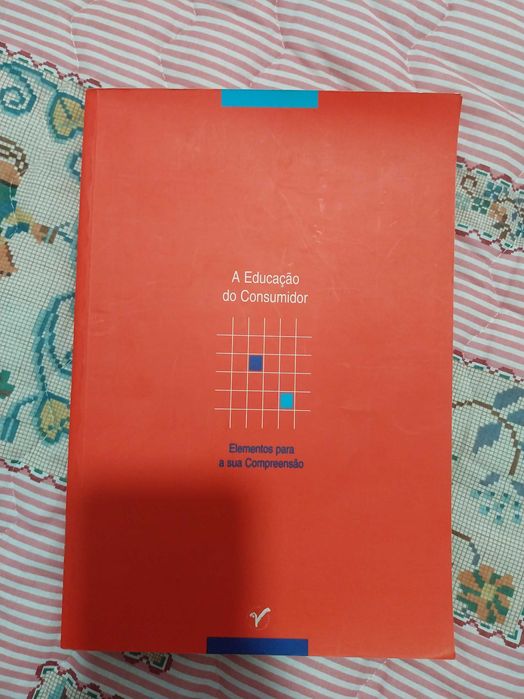 A Educação
do Consumidor
Elementos para
a sua Compreensão